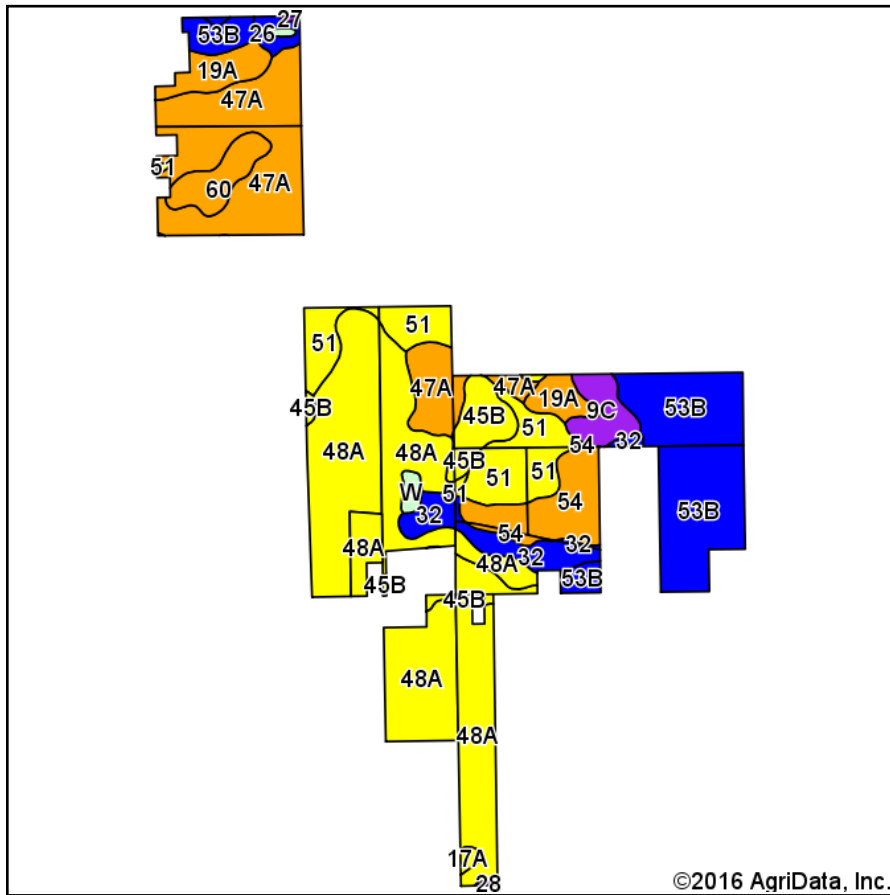 27
53B 26
19A
47A
51
60 47A
51
51
47A
47A
19A
9C
53B
45B
45B
51
54 32
48A
48A
45B
51
51
W
51
54
32
53B
54
48A
32
32
48A
45B
53B
45B
48A
48A
17A
28
©2016 AgriData, Inc.